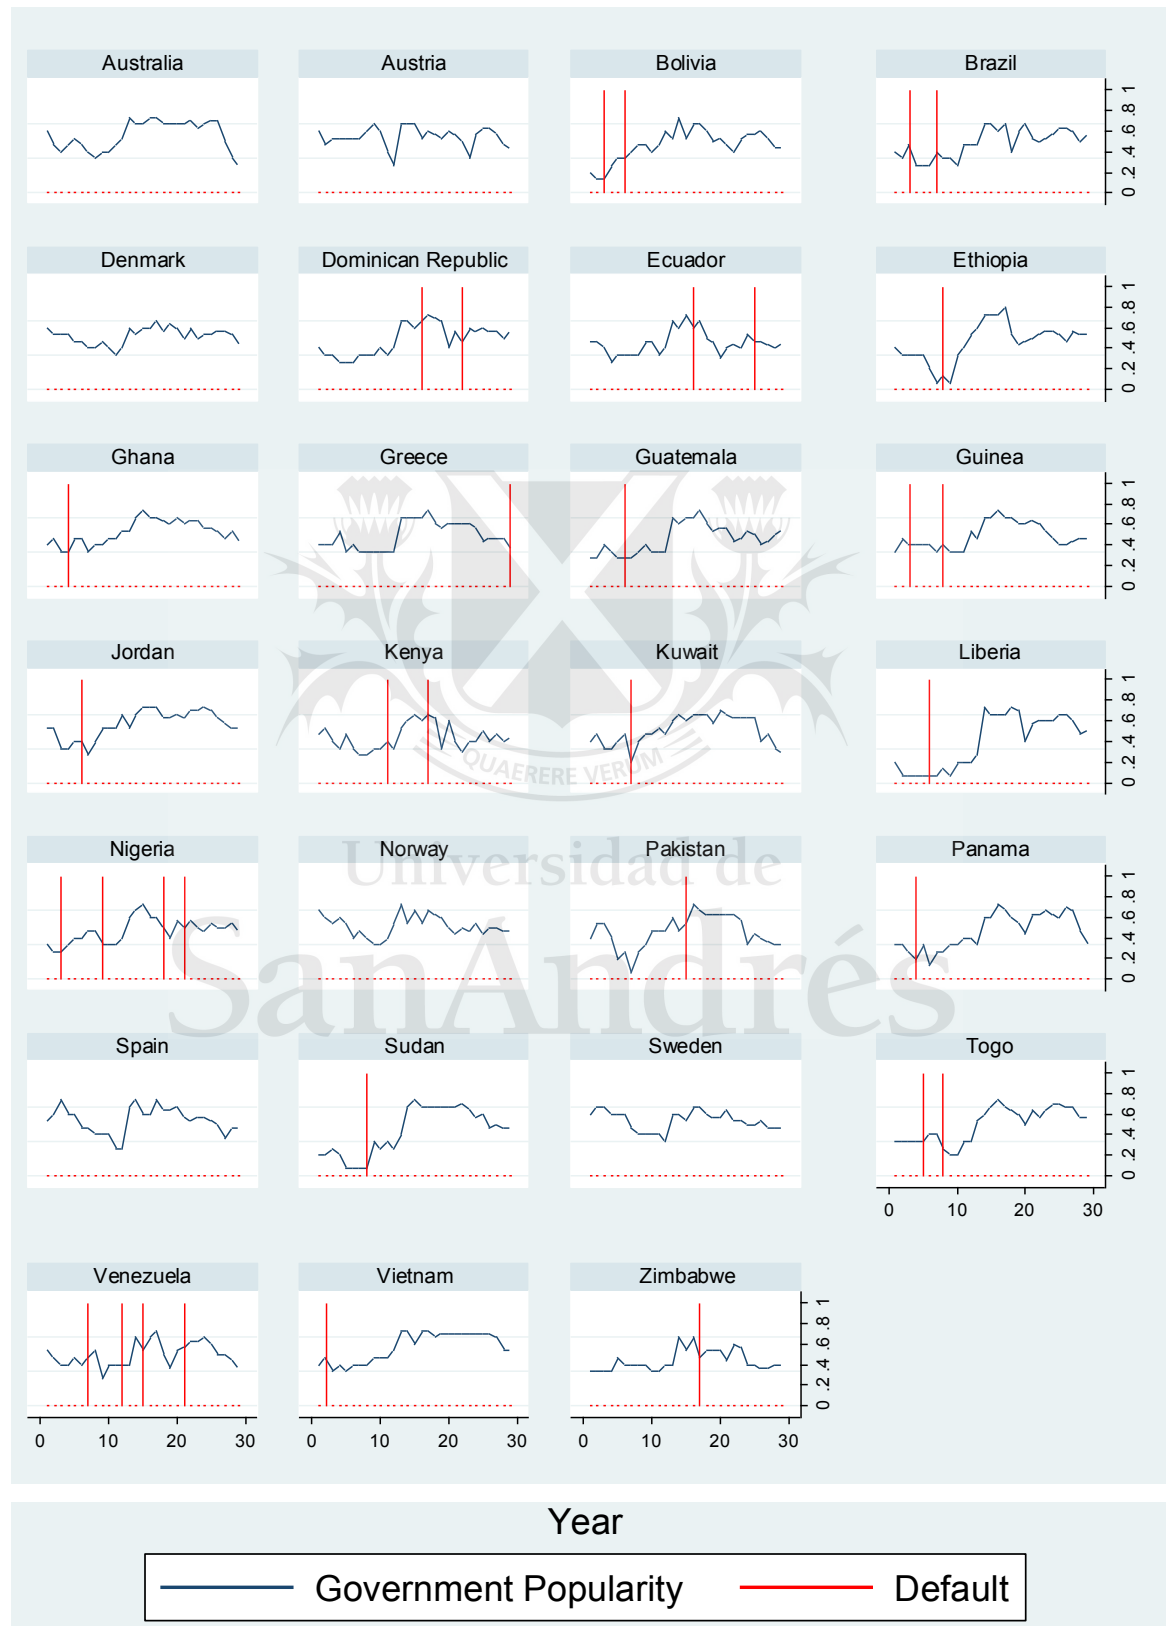 Australia Austria Bolivia Brazil
0 .2 .4 .6 .8 1
Denmark Dominican Republic Ecuador Ethiopia
0 .2 .4 .6 .8 1
Ghana Greece Guatemala Guinea
0 .2 .4 .6 .8 1
Jordan Kenya Kuwait Liberia
0 .2 .4 .6 .8 1
QUAERERE VERUM
Nigeria Norway Pakistan Panama
0 .2 .4 .6 .8 1
Universidad de
SanAndrés
Spain Sudan Sweden Togo
0 .2 .4 .6 .8 1
0 10 20 30
Venezuela Vietnam Zimbabwe
0 .2 .4 .6 .8 1
0 10 20 30 0 10 20 30 0 10 20 30
Year
Government Popularity Default